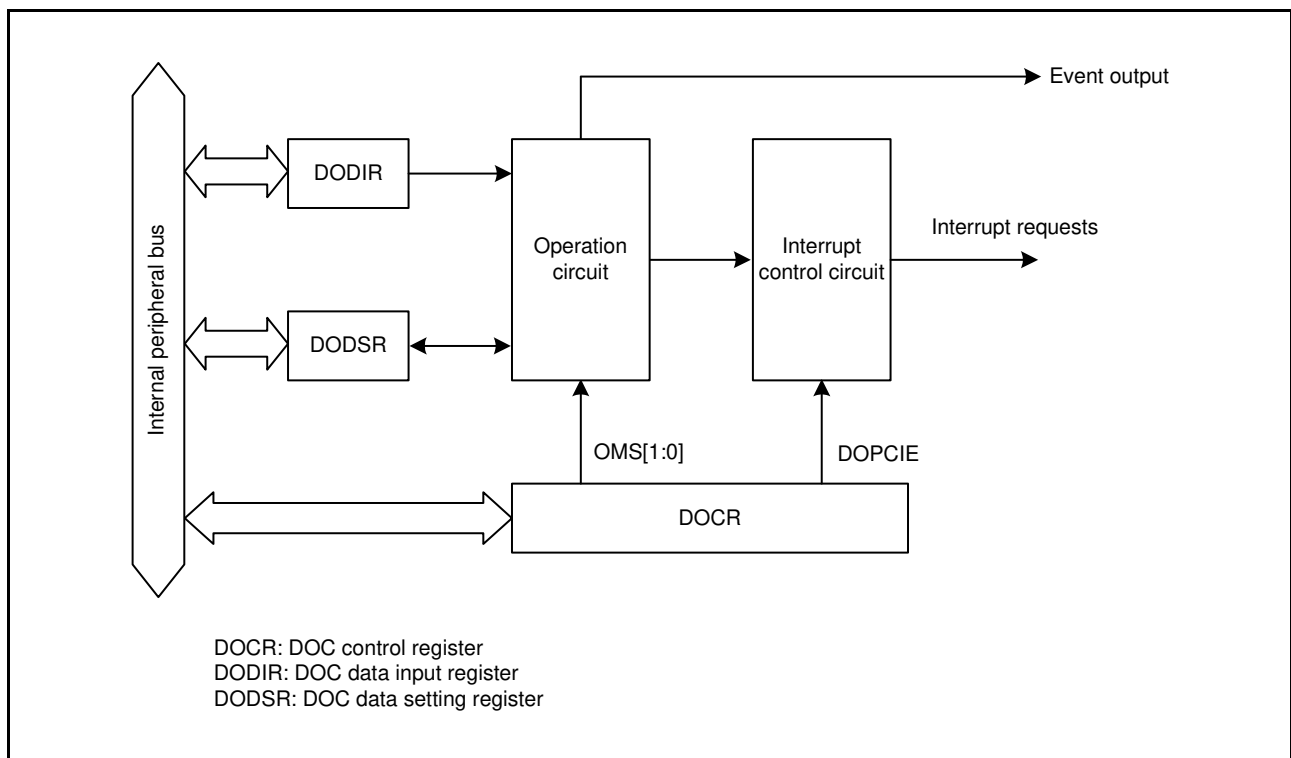 Event output
DODIR
Interrupt requests
Operation
circuit
Interrupt
control circuit
Internal peripheral bus
DODSR
OMS[1:0]
DOPCIE
DOCR
DOCR: DOC control register
DODIR: DOC data input register
DODSR: DOC data setting register